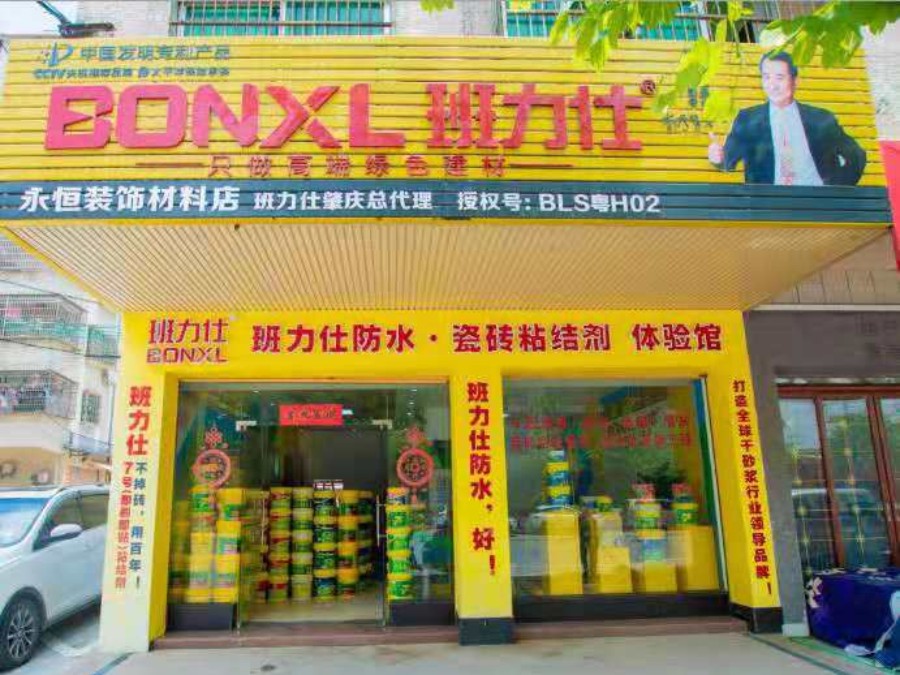 中国发明专利产品
BONXL 班力仕®
只做高端绿色建材
永恒装饰材料店 班力仕肇庆总代理 授权号: BLS粤H02
班力仕 BONXL
班力仕防水·瓷砖粘结剂 体验馆
班力仕
不掉砖，用百年！
班力仕防水，好！
打造全球干砂浆行业领导品牌！